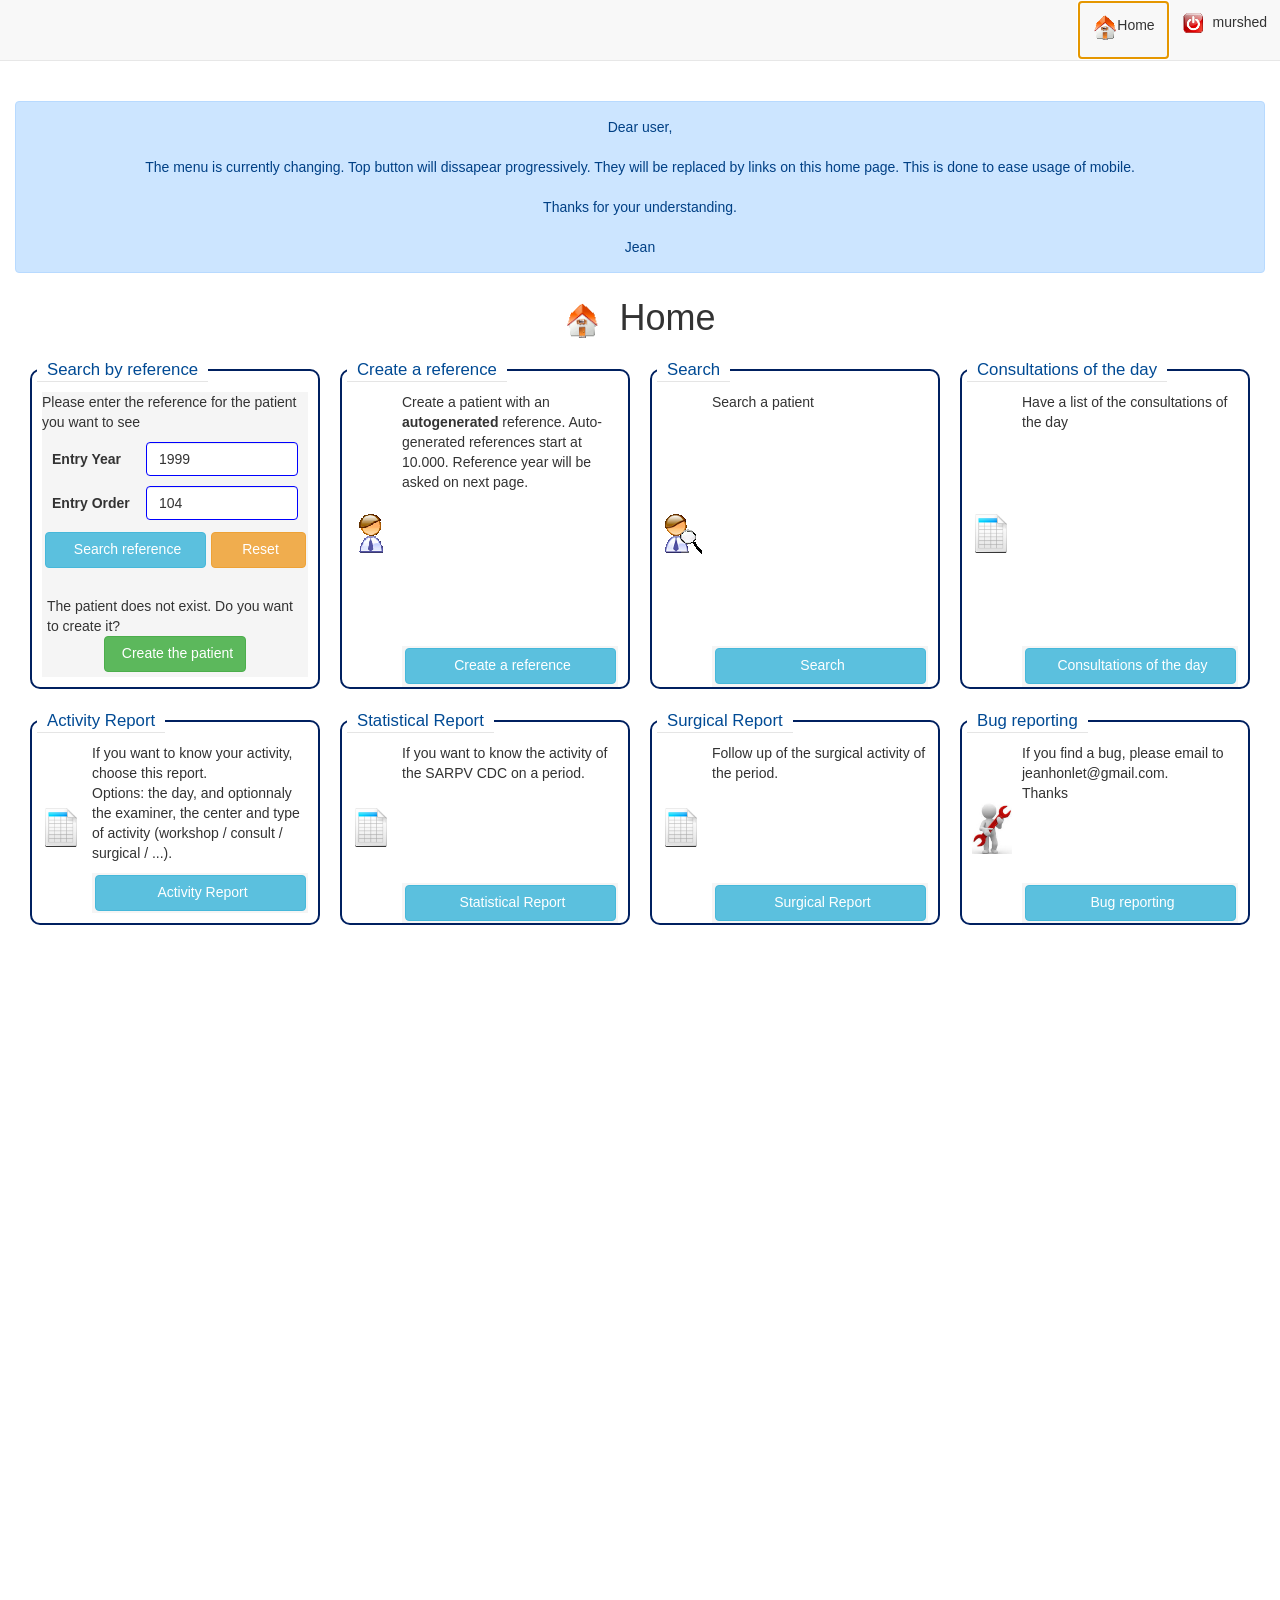 Home
murshed
Dear user,
The menu is currently changing. Top button will dissapear progressively. They will be replaced by links on this home page. This is done to ease usage of mobile.
Thanks for your understanding.
Jean
Home
Search by reference
Please enter the reference for the patient
you want to see
Entry Year 1999
Entry Order 104
Search reference Reset
The patient does not exist. Do you want
to create it?
Create the patient
Create a reference
Create a patient with an
autogenerated reference. Auto-
generated references start at
10.000. Reference year will be
asked on next page.
Create a reference
Search
Search a patient
Search
Consultations of the day
Have a list of the consultations of
the day
Consultations of the day
Activity Report
If you want to know your activity,
choose this report.
Options: the day, and optionnaly
the examiner, the center and type
of activity (workshop / consult /
surgical / ...).
Activity Report
Statistical Report
If you want to know the activity of
the SARPV CDC on a period.
Statistical Report
Surgical Report
Follow up of the surgical activity of
the period.
Surgical Report
Bug reporting
If you find a bug, please email to
jeanhonlet@gmail.com.
Thanks
Bug reporting